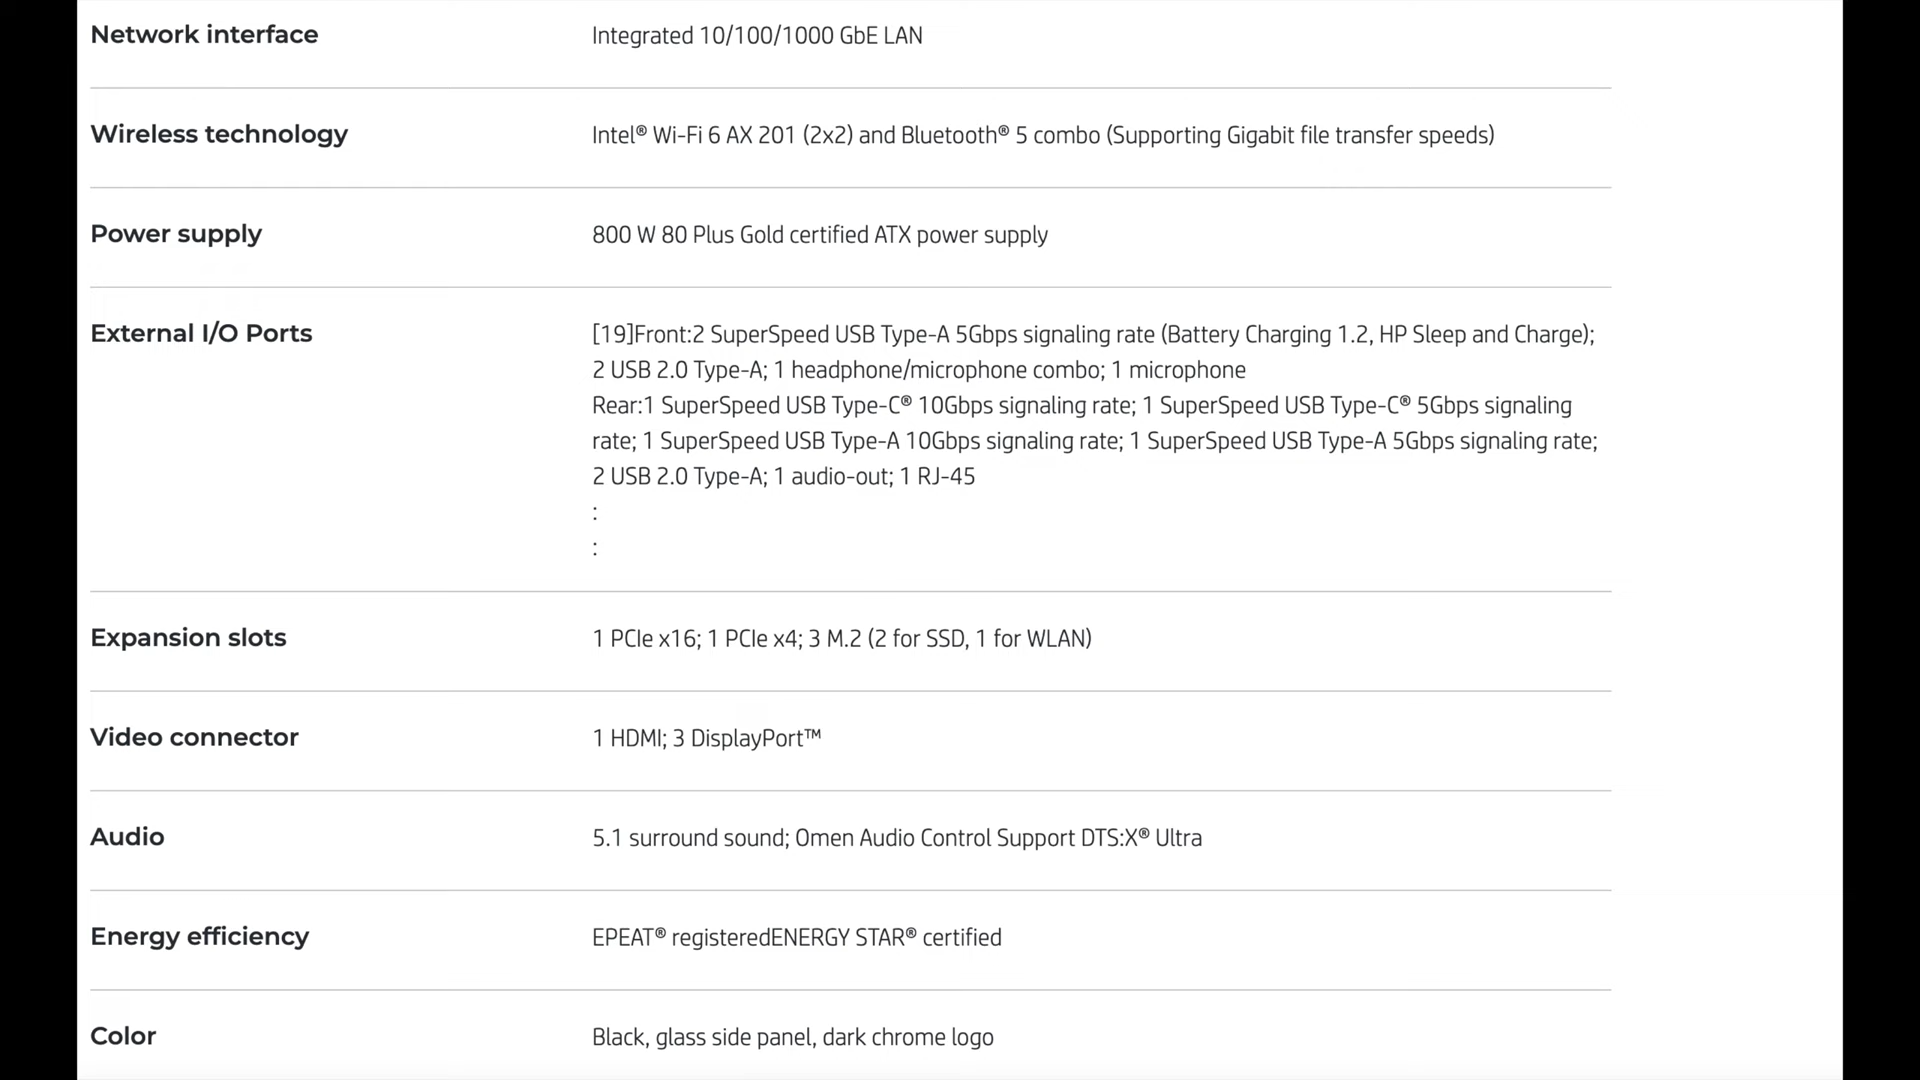 Network interface
Integrated 10/100/1000 GbE LAN
Wireless technology
Intel® Wi-Fi 6 AX 201 (2x2) and Bluetooth® 5 combo (Supporting Gigabit file transfer speeds)
Power supply
800 W 80 Plus Gold certified ATX power supply
External I/O Ports
[19]Front:2 SuperSpeed USB Type-A 5Gbps signaling rate (Battery Charging 1.2, HP Sleep and Charge);
2 USB 2.0 Type-A; 1 headphone/microphone combo; 1 microphone
Rear:1 SuperSpeed USB Type-C® 10Gbps signaling rate; 1 SuperSpeed USB Type-C® 5Gbps signaling
rate; 1 SuperSpeed USB Type-A 10Gbps signaling rate; 1 SuperSpeed USB Type-A 5Gbps signaling rate;
2 USB 2.0 Type-A; 1 audio-out; 1 RJ-45
:
:
Expansion slots
1 PCIe x16; 1 PCIe x4; 3 M.2 (2 for SSD, 1 for WLAN)
Video connector
1 HDMI; 3 DisplayPort™
Audio
5.1 surround sound; Omen Audio Control Support DTS:X® Ultra
Energy efficiency
EPEAT® registeredENERGY STAR® certified
Color
Black, glass side panel, dark chrome logo